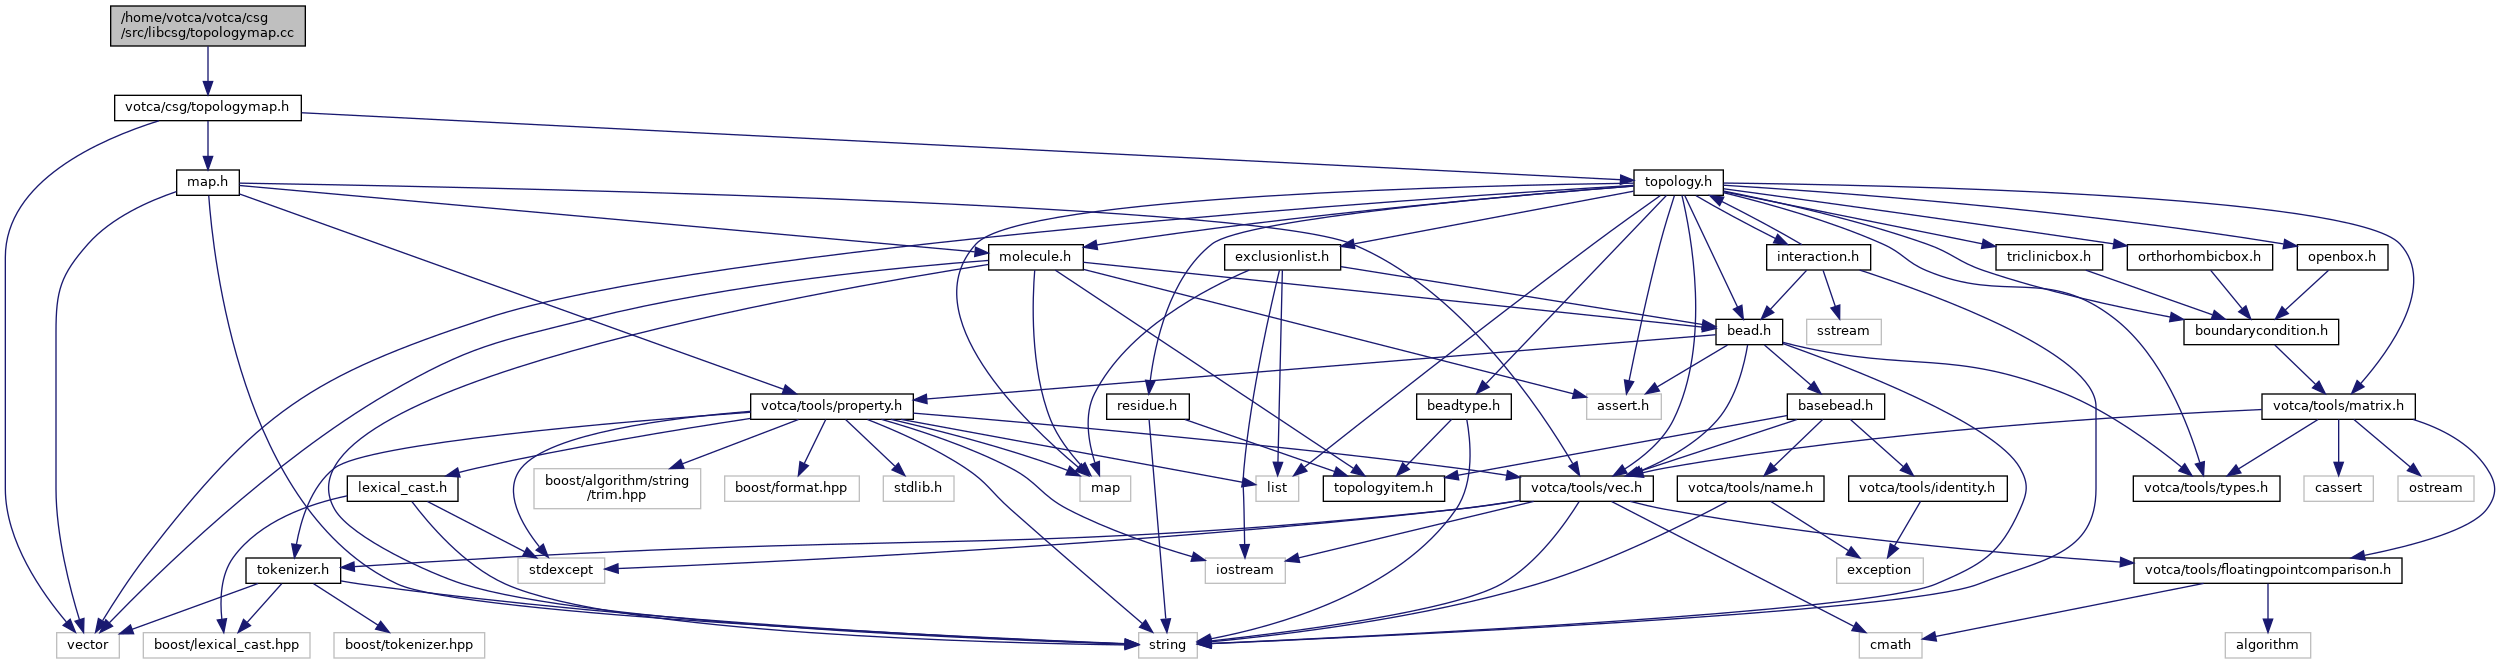 /home/votca/votca/csg
/src/libcsg/topologymap.cc
votca/csg/topologymap.h
map.h
topology.h
molecule.h
exclusionlist.h
interaction.h
triclinicbox.h
orthorhombicbox.h
openbox.h
bead.h
sstream
boundarycondition.h
votca/tools/property.h
residue.h
beadtype.h
assert.h
basebead.h
votca/tools/matrix.h
lexical_cast.h
boost/algorithm/string
/trim.hpp
boost/format.hpp
stdlib.h
map
list
topologyitem.h
votca/tools/vec.h
votca/tools/name.h
votca/tools/identity.h
votca/tools/types.h
cassert
ostream
tokenizer.h
stdexcept
iostream
exception
votca/tools/floatingpointcomparison.h
vector
boost/lexical_cast.hpp
boost/tokenizer.hpp
string
cmath
algorithm